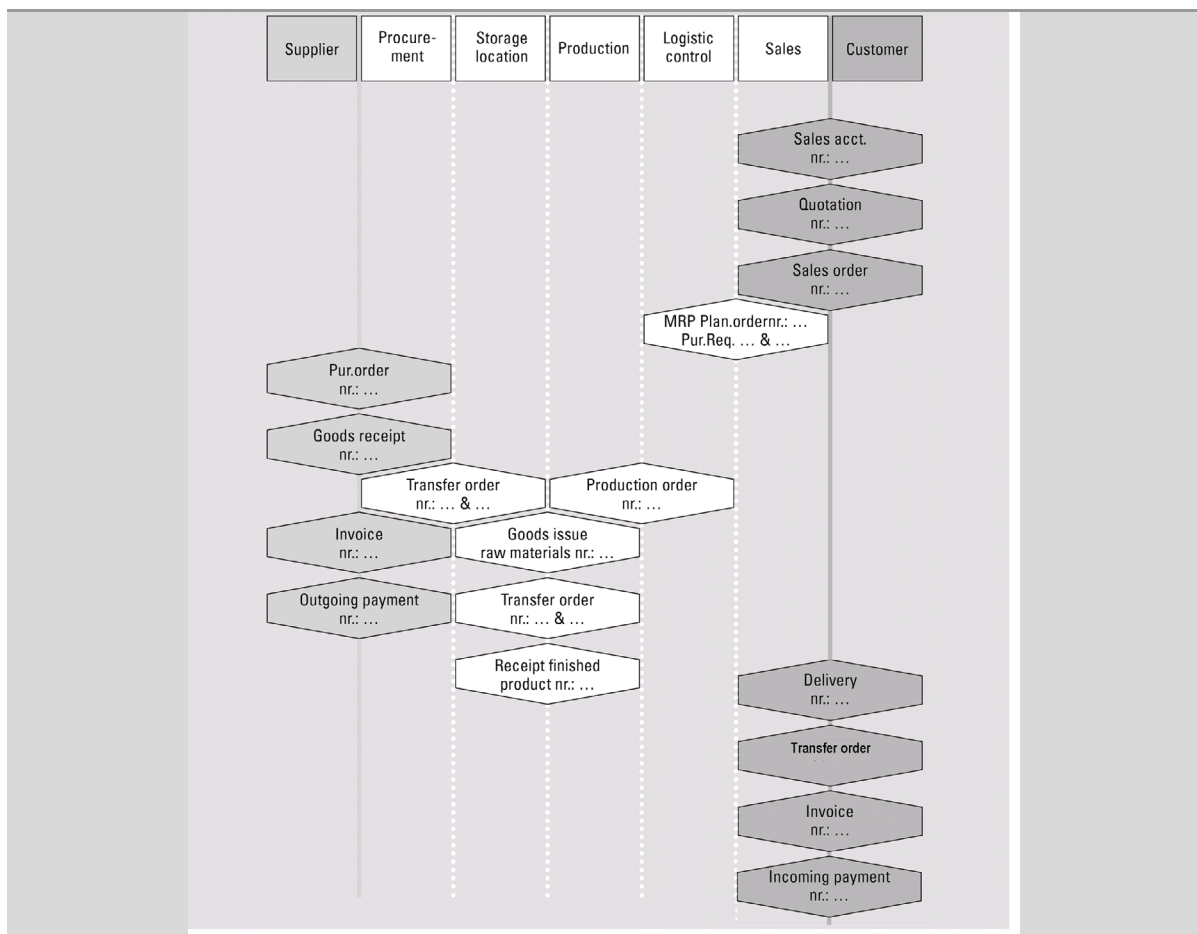 Supplier
Procure-
ment
Storage
location
Production
Logistic
control
Sales
Customer
Sales acct.
nr.: ...
Quotation
nr.: ...
Sales order
nr.: ...
MRP Plan.ordernr.: ...
Pur.Req. ... & ...
Pur.order
nr.: ...
Goods receipt
nr.: ...
Transfer order
nr.: ... & ...
Production order
nr.: ...
Invoice
nr.: ...
Goods issue
raw materials nr.: ...
Outgoing payment
nr.: ...
Transfer order
nr.: ... & ...
Receipt finished
product nr.: ...
Delivery
nr.: ...
Transfer order
Invoice
nr.: ...
Incoming payment
nr.: ...